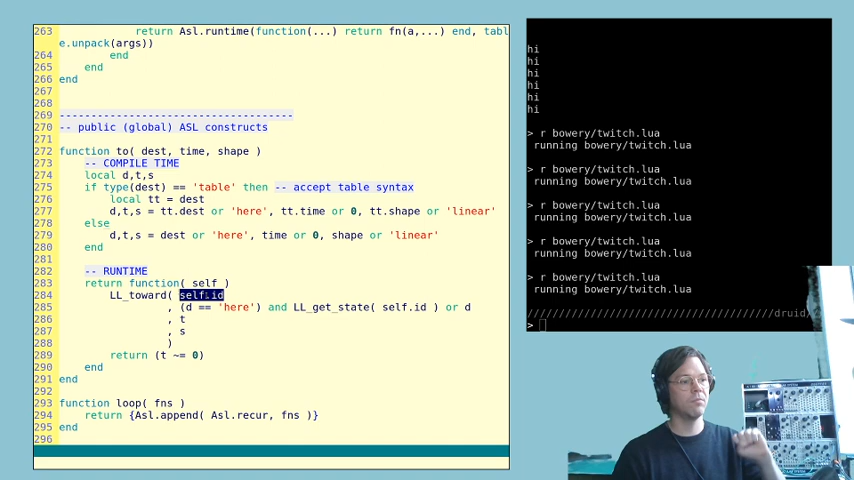 263             return Asl.runtime(function(...) return fn(a,...) end, tabl
e.unpack(args))
264         end
265     end
266 end
267
268
269 ------------------------------------
270 -- public (global) ASL constructs
271
272 function to( dest, time, shape )
273     -- COMPILE TIME
274     local d,t,s
275     if type(dest) == 'table' then -- accept table syntax
276         local tt = dest
277         d,t,s = tt.dest or 'here', tt.time or 0, tt.shape or 'linear'
278     else
279         d,t,s = dest or 'here', time or 0, shape or 'linear'
280     end
281
282     -- RUNTIME
283     return function( self )
284         LL_toward( self.id
285                  , (d == 'here') and LL_get_state( self.id ) or d
286                  , t
287                  , s
288                  )
289         return (t ~= 0)
290     end
291 end
292
293 function loop( fns )
294     return {Asl.append( Asl.recur, fns )}
295 end
296
hi
hi
hi
hi
hi
hi
> r bowery/twitch.lua
 running bowery/twitch.lua
> r bowery/twitch.lua
 running bowery/twitch.lua
> r bowery/twitch.lua
 running bowery/twitch.lua
> r bowery/twitch.lua
 running bowery/twitch.lua
> r bowery/twitch.lua
 running bowery/twitch.lua
///////////////////////////////////////druid//
>